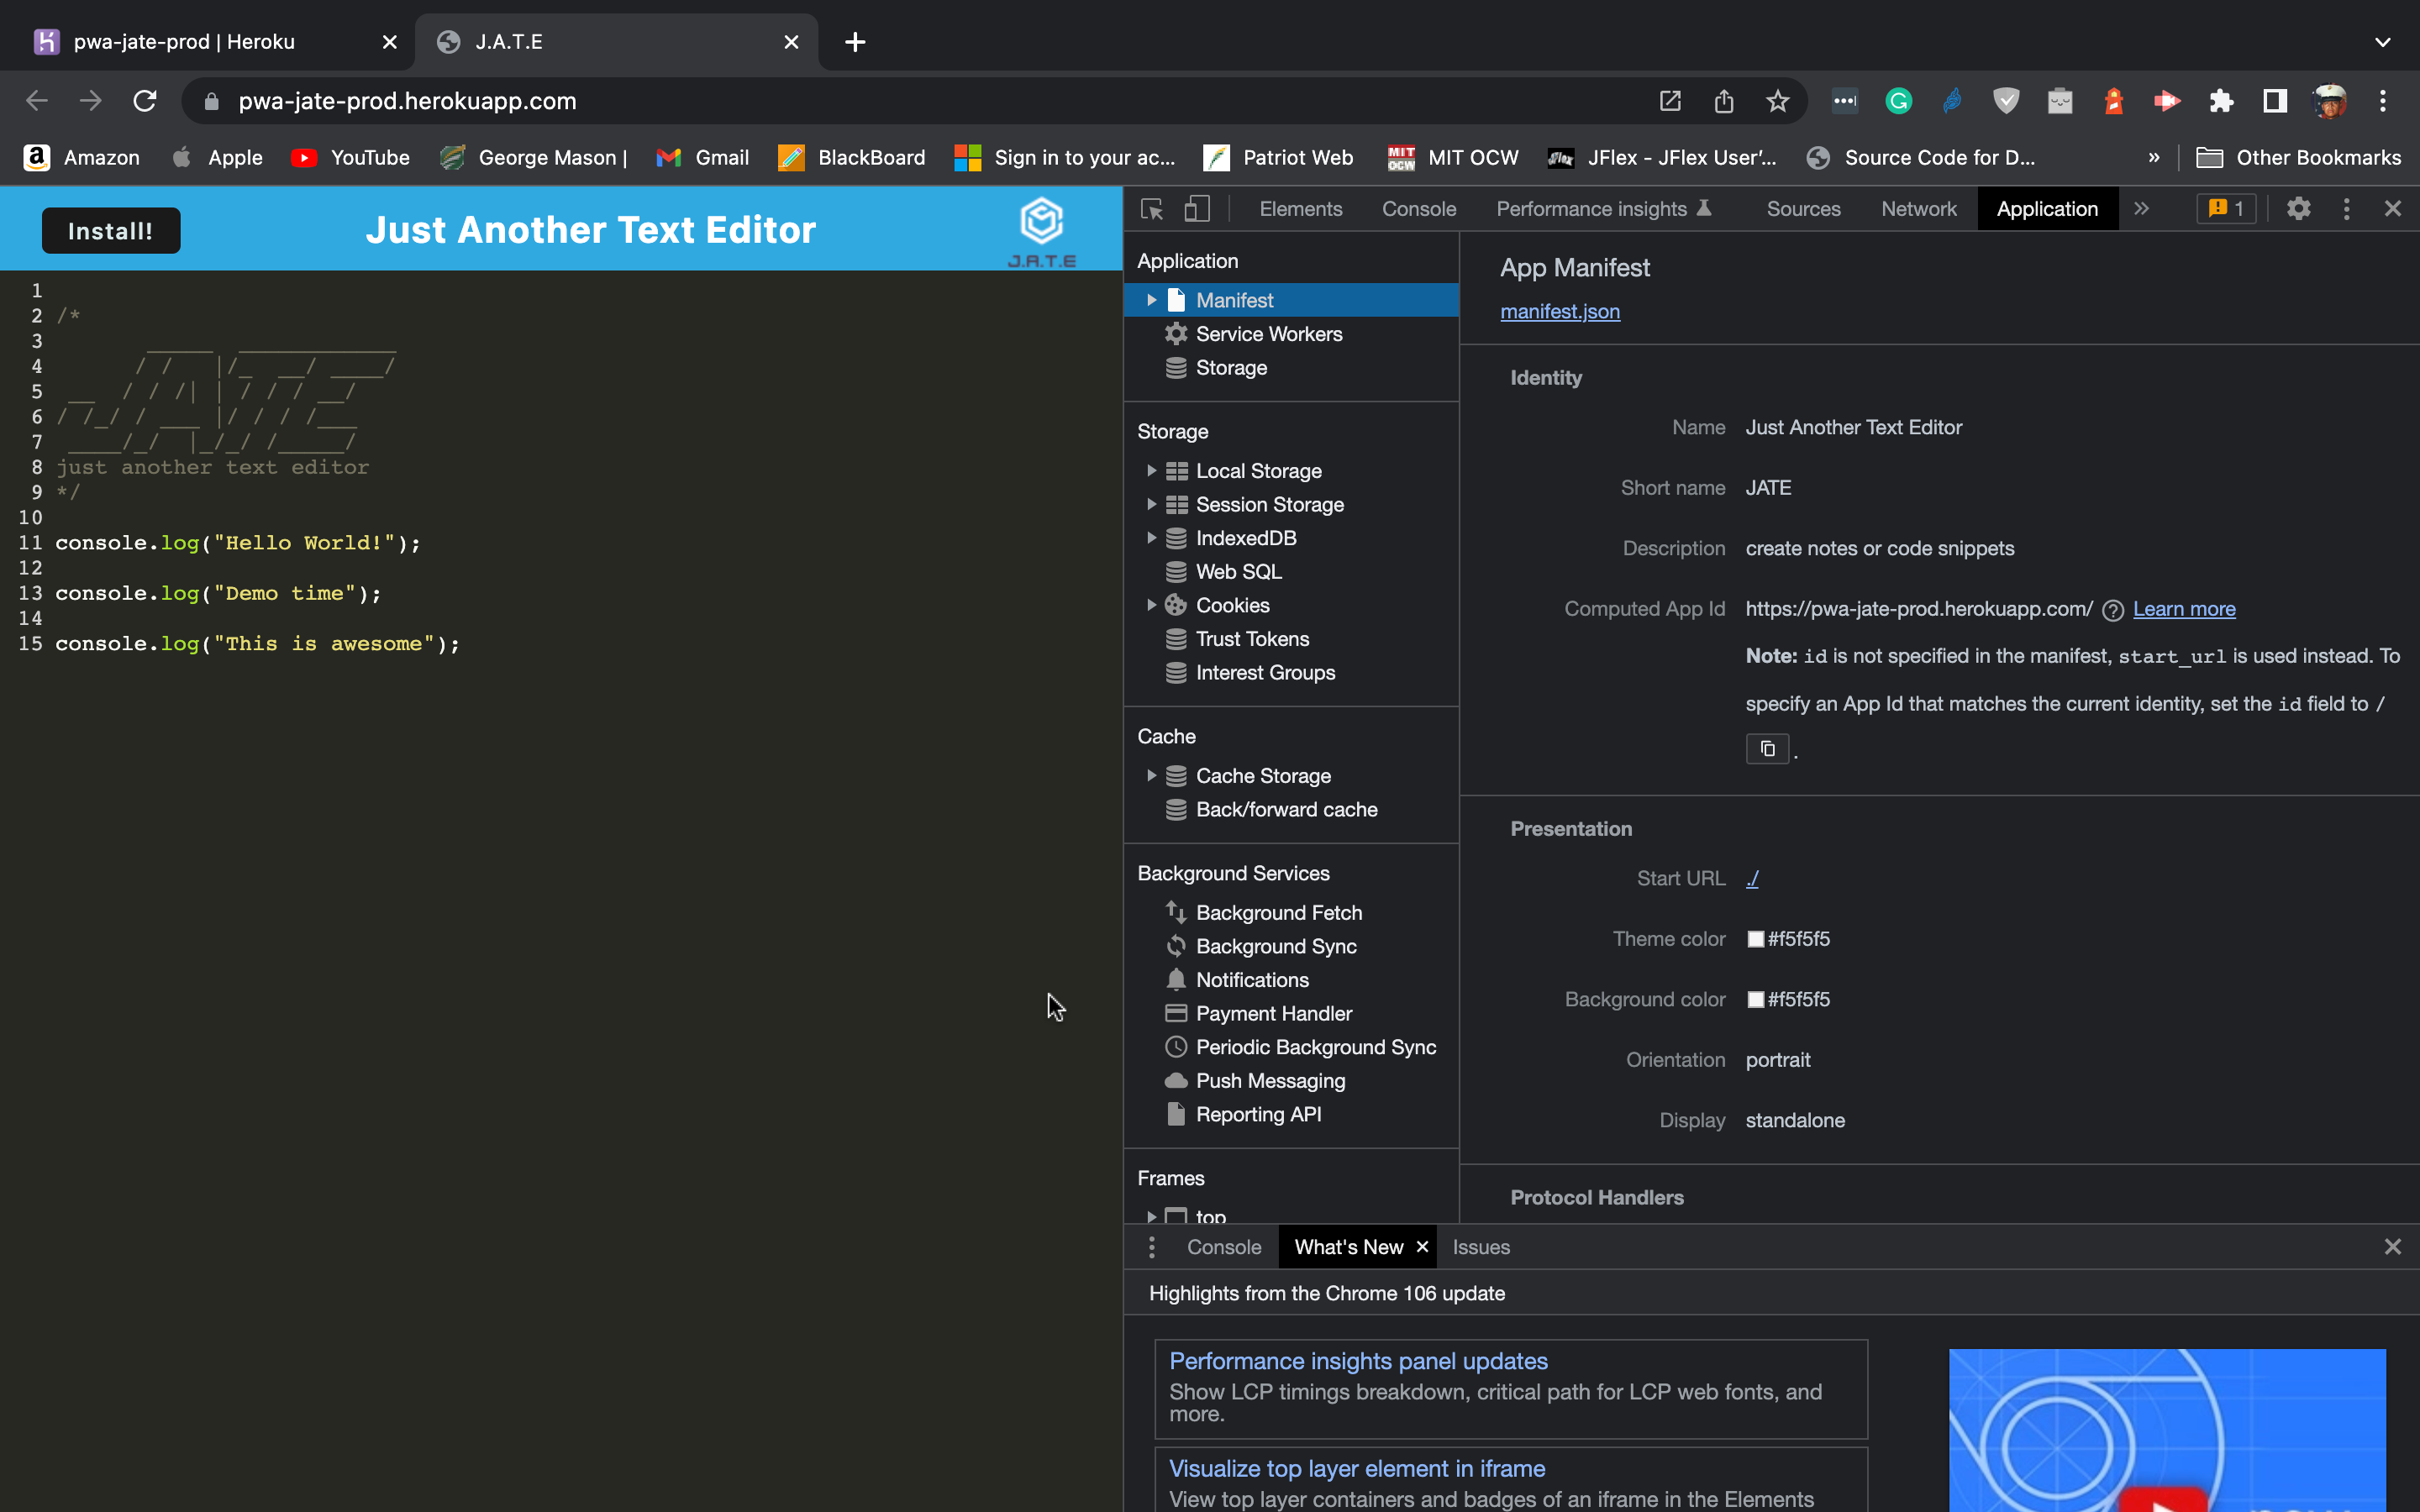 pwa-jate-prod | Heroku
J.A.T.E
pwa-jate-prod.herokuapp.com
Amazon
Apple
YouTube
George Mason |
Gmail
BlackBoard
Sign in to your ac...
Patriot Web
MIT OCW
JFlex - JFlex User'...
Source Code for D...
»
Other Bookmarks
Install!
Just Another Text Editor
J.A.T.E
1
2 /*
3
4
5
6
7
8 just another text editor
9 */
10
11 console.log("Hello World!");
12
13 console.log("Demo time");
14
15 console.log("This is awesome");
Elements
Console
Performance insights
Sources
Network
Application
»
1
Application
Manifest
Service Workers
Storage
Storage
Local Storage
Session Storage
IndexedDB
Web SQL
Cookies
Trust Tokens
Interest Groups
Cache
Cache Storage
Back/forward cache
Background Services
Background Fetch
Background Sync
Notifications
Payment Handler
Periodic Background Sync
Push Messaging
Reporting API
Frames
top
App Manifest
manifest.json
Identity
Name Just Another Text Editor
Short name JATE
Description create notes or code snippets
Computed App Id https://pwa-jate-prod.herokuapp.com/ ? Learn more
Note: id is not specified in the manifest, start_url is used instead. To
specify an App Id that matches the current identity, set the id field to /
.
Presentation
Start URL ./
Theme color #f5f5f5
Background color #f5f5f5
Orientation portrait
Display standalone
Protocol Handlers
Console
What's New
Issues
Highlights from the Chrome 106 update
Performance insights panel updates
Show LCP timings breakdown, critical path for LCP web fonts, and
more.
Visualize top layer element in iframe
View top layer containers and badges of an iframe in the Elements